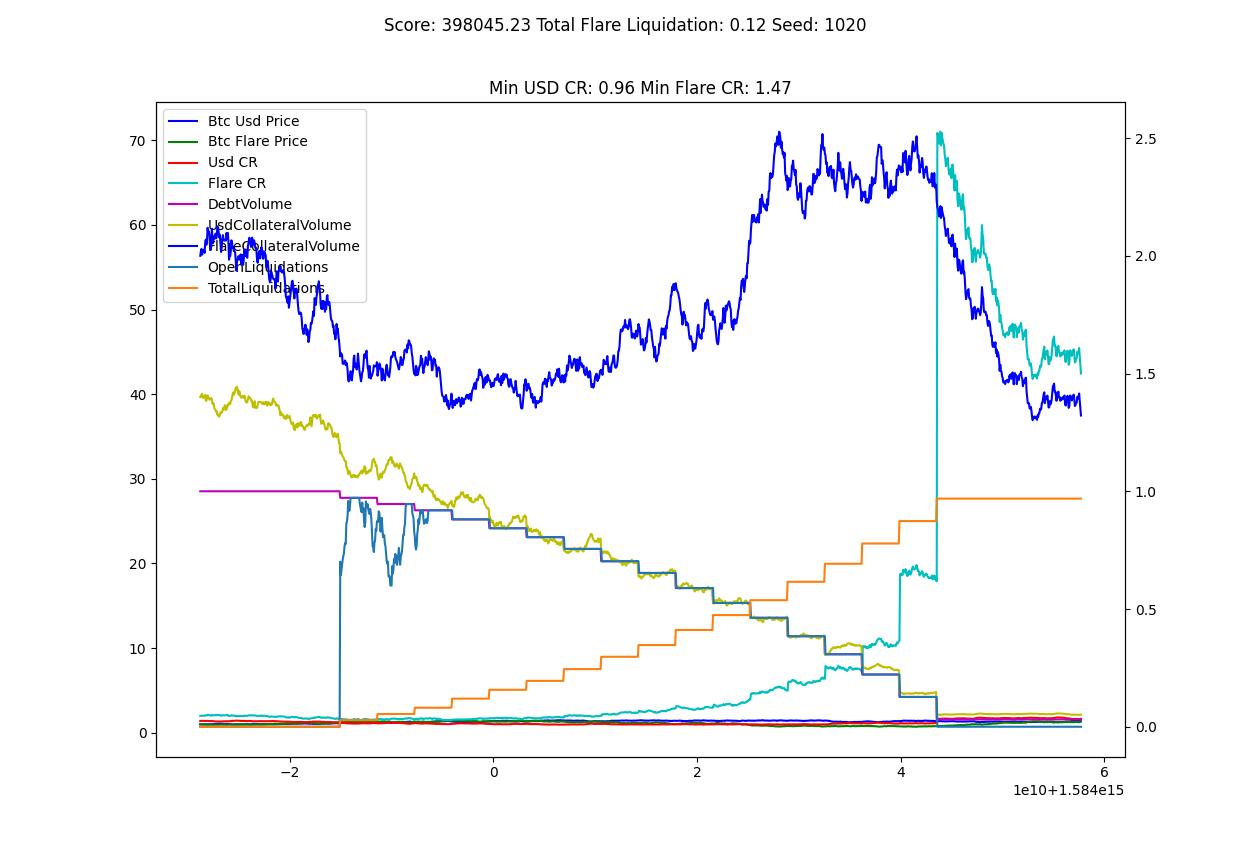 Score: 398045.23 Total Flare Liquidation: 0.12 Seed: 1020
Min USD CR: 0.96 Min Flare CR: 1.47
Btc Usd Price
Btc Flare Price
Usd CR
Flare CR
DebtVolume
UsdCollateralVolume
FlareCollateralVolume
OpenLiquidations
TotalLiquidations
70
60
50
40
30
20
10
0
2.5
2.0
1.5
1.0
0.5
0.0
−2
0
2
4
6
1e10+1.584e15